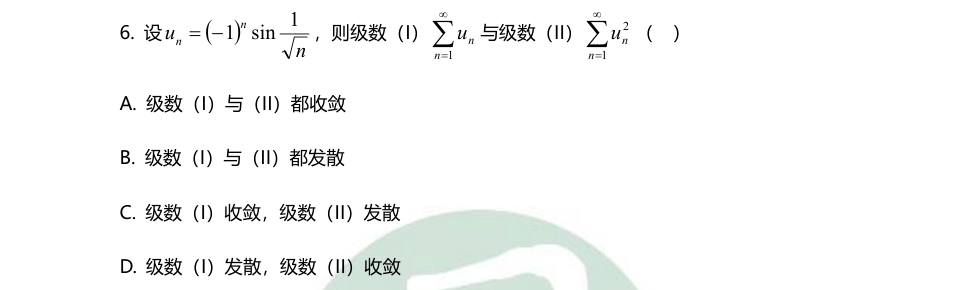 6. 设 $u_n = (-1)^n \sin \frac{1}{\sqrt{n}}$ ，则级数（I）$\sum_{n=1}^{\infty} u_n$ 与级数（II）$\sum_{n=1}^{\infty} u_n^2$ （　）
A. 级数（I）与（II）都收敛
B. 级数（I）与（II）都发散
C. 级数（I）收敛，级数（II）发散
D. 级数（I）发散，级数（II）收敛